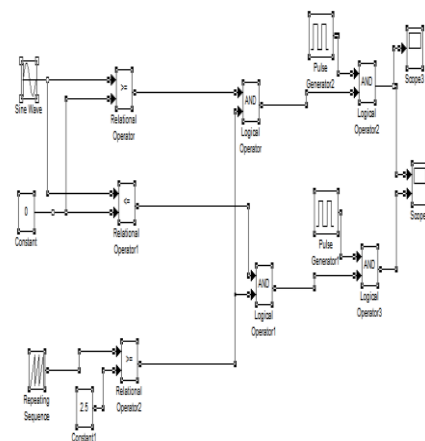 Pulse
Generator2
Scope3
Sine Wave
>=
Relational
Operator
AND
Logical
Operator
AND
Logical
Operator2
0
Constant
<=
Relational
Operator1
Pulse
Generator1
Scope
AND
Logical
Operator1
AND
Logical
Operator3
Repeating
Sequence
>=
Relational
Operator2
2.5
Constant1